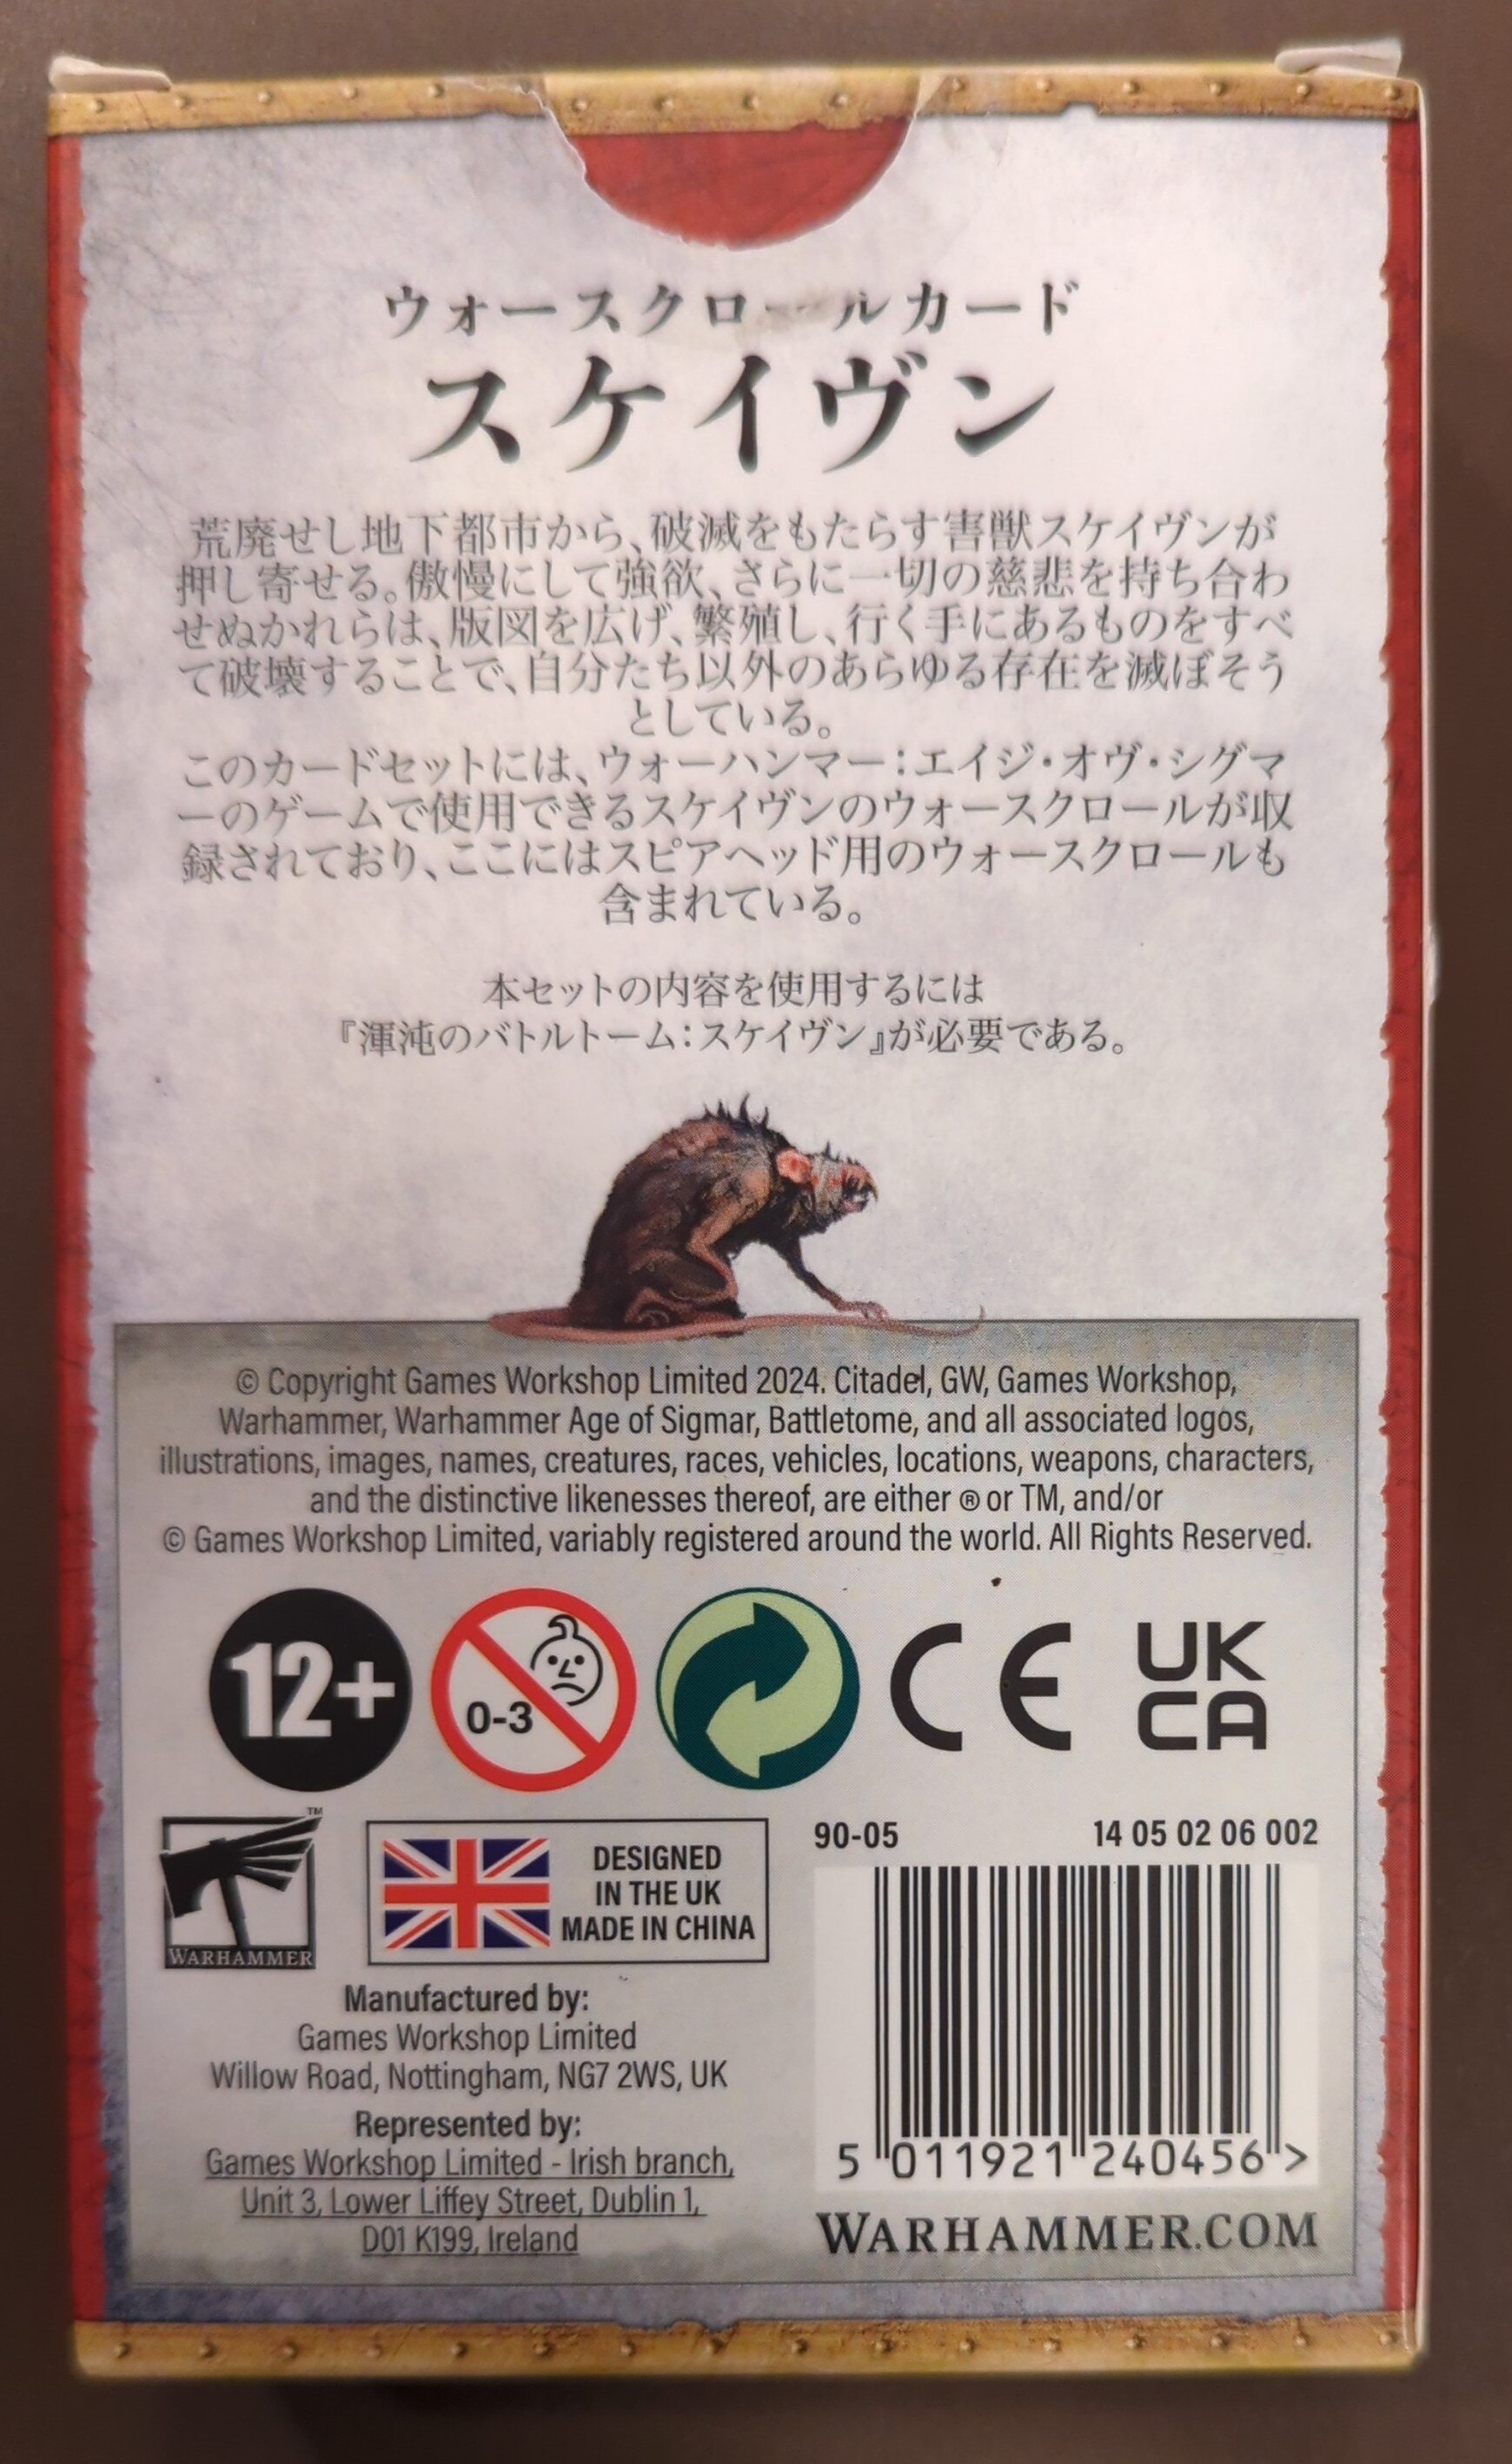 ウォースクロールカード
スケイヴン
荒廃せし地下都市から、破滅をもたらす害獣スケイヴンが
押し寄せる。傲慢にして強欲、さらに一切の慈悲を持ち合わ
せぬかれらは、版図を広げ、繁殖し、行く手にあるものをすべ
て破壊することで、自分たち以外のあらゆる存在を滅ぼそう
としている。
このカードセットには、ウォーハンマー：エイジ・オヴ・シグマ
ーのゲームで使用できるスケイヴンのウォースクロールが収
録されており、ここにはスピアヘッド用のウォースクロールも
含まれている。
本セットの内容を使用するには
『渾沌のバトルトーム：スケイヴン』が必要である。
© Copyright Games Workshop Limited 2024. Citadel, GW, Games Workshop,
Warhammer, Warhammer Age of Sigmar, Battletome, and all associated logos,
illustrations, images, names, creatures, races, vehicles, locations, weapons, characters,
and the distinctive likenesses thereof, are either ® or TM, and/or
© Games Workshop Limited, variably registered around the world. All Rights Reserved.
12+
0-3
CE
UK
CA
TM
WARHAMMER
DESIGNED
IN THE UK
MADE IN CHINA
90-05
14 05 02 06 002
Manufactured by:
Games Workshop Limited
Willow Road, Nottingham, NG7 2WS, UK
Represented by:
Games Workshop Limited - Irish branch,
Unit 3, Lower Liffey Street, Dublin 1,
D01 K199, Ireland
5 011921 240456 >
WARHAMMER.COM